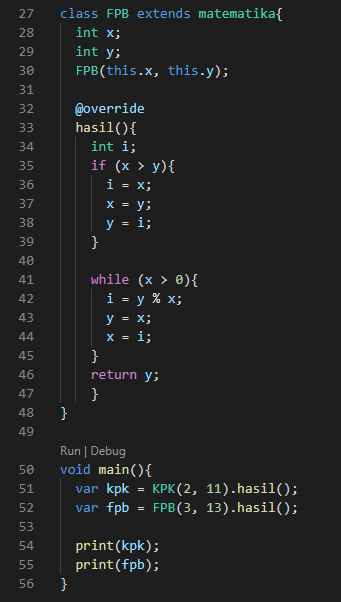 27 class FPB extends matematika{
28 int x;
29 int y;
30 FPB(this.x, this.y);
31
32 @override
33 hasil(){
34 int i;
35 if (x > y){
36 i = x;
37 x = y;
38 y = i;
39 }
40
41 while (x > 0){
42 i = y % x;
43 y = x;
44 x = i;
45 }
46 return y;
47 }
48 }
49
Run | Debug
50 void main(){
51 var kpk = KPK(2, 11).hasil();
52 var fpb = FPB(3, 13).hasil();
53
54 print(kpk);
55 print(fpb);
56 }